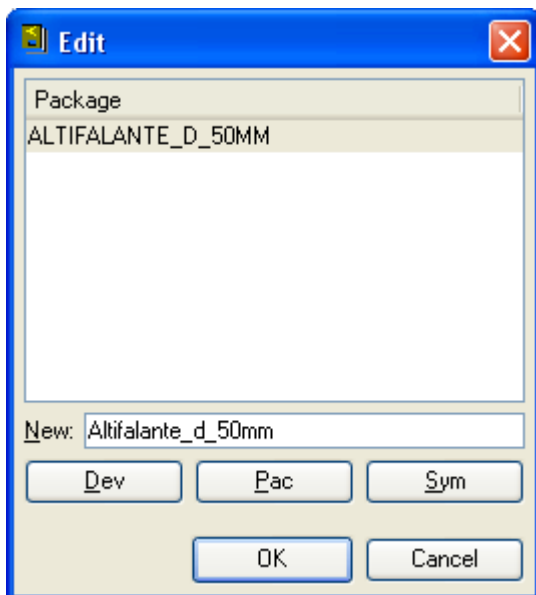 Edit
Package
ALTIFALANTE_D_50MM
New: Altifalante_d_50mm
Dev Pac Sym
OK Cancel